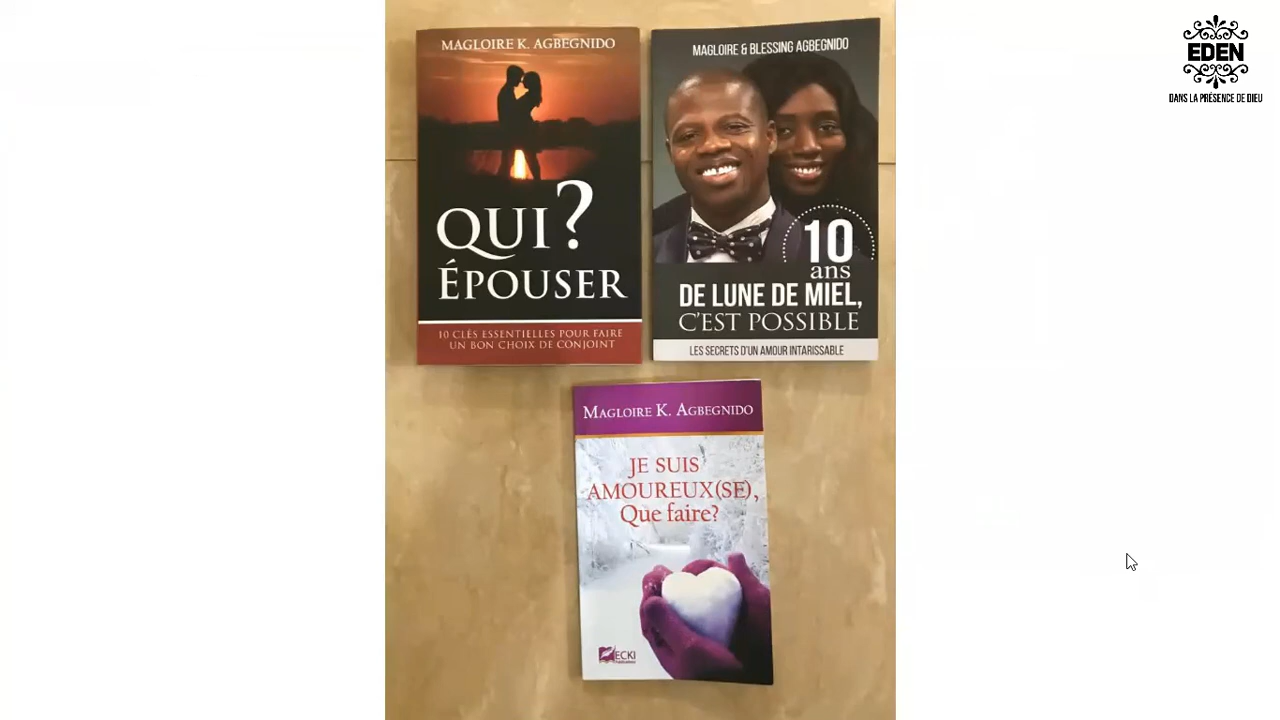 MAGLOIRE K. AGBEGNIDO
QUI?
ÉPOUSER
10 CLÉS ESSENTIELLES POUR FAIRE
UN BON CHOIX DE CONJOINT
MAGLOIRE & BLESSING AGBEGNIDO
10
ans
DE LUNE DE MIEL,
C'EST POSSIBLE
LES SECRETS D'UN AMOUR INTARISSABLE
EDEN
DANS LA PRÉSENCE DE DIEU
MAGLOIRE K. AGBEGNIDO
JE SUIS
AMOUREUX(SE),
Que faire?
ECKI